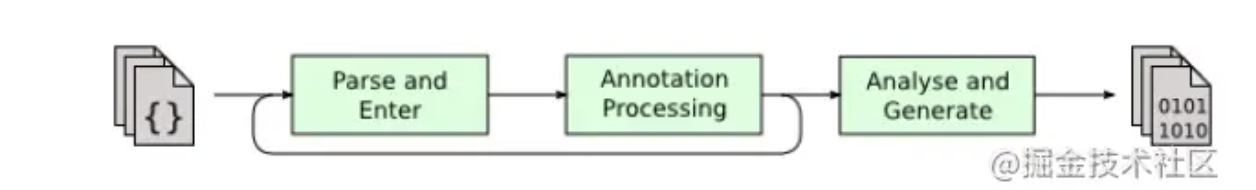 {}
Parse and
Enter
Annotation
Processing
Analyse and
Generate
0101
1010
@掘金技术社区